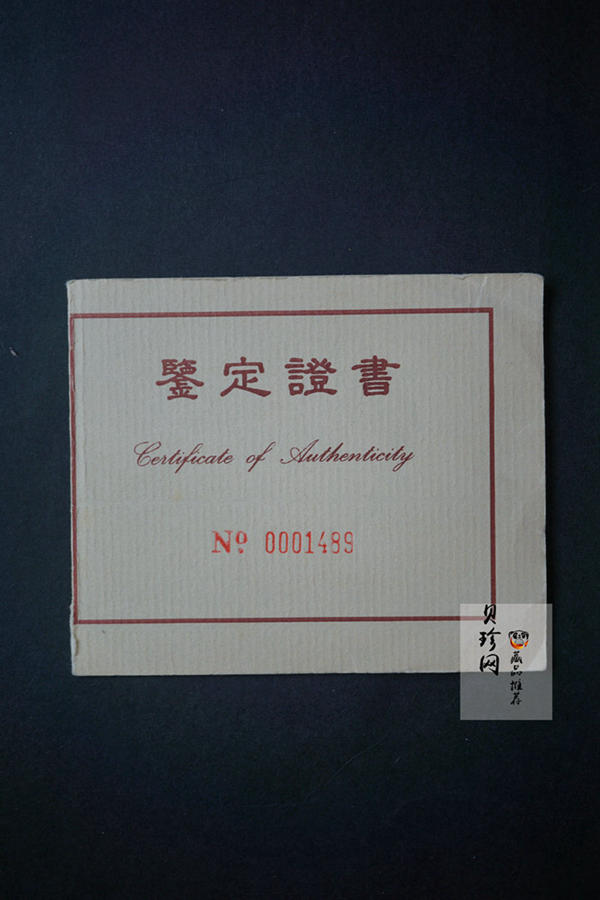 鑒定證書
Certificate of Authenticity
Nº 0001489
贝珍网
藏品推荐